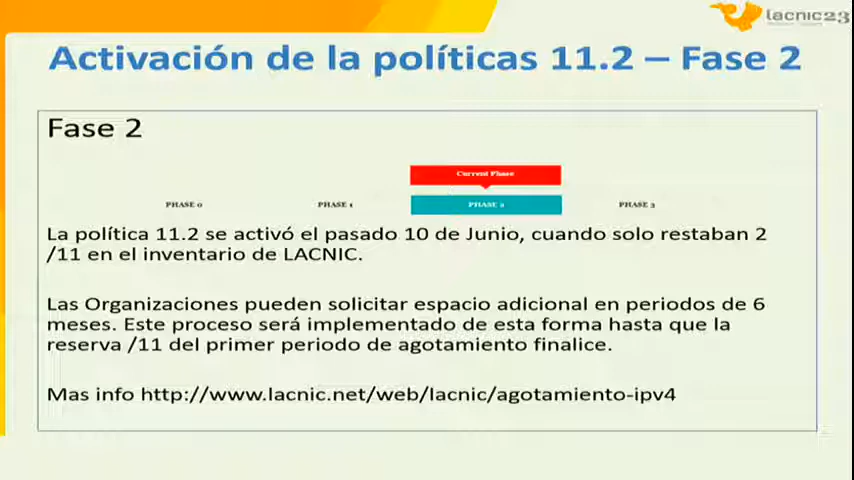 lacnic23
Activación de la políticas 11.2 – Fase 2
Fase 2
Current Phase
PHASE 0 PHASE 1 PHASE 2 PHASE 3
La política 11.2 se activó el pasado 10 de Junio, cuando solo restaban 2
/11 en el inventario de LACNIC.
Las Organizaciones pueden solicitar espacio adicional en periodos de 6
meses. Este proceso será implementado de esta forma hasta que la
reserva /11 del primer periodo de agotamiento finalice.
Mas info http://www.lacnic.net/web/lacnic/agotamiento-ipv4